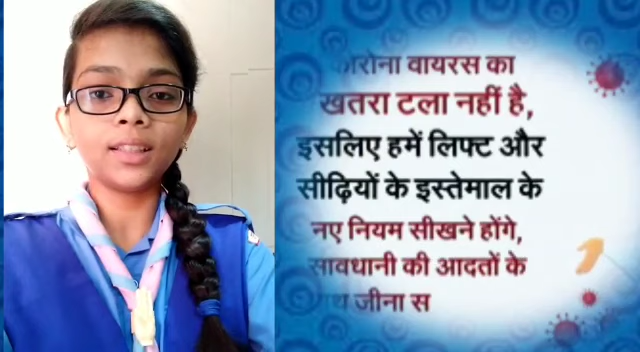 कोरोना वायरस का
खतरा टला नहीं है,
इसलिए हमें लिफ्ट और
सीढ़ियों के इस्तेमाल के
नए नियम सीखने होंगे,
सावधानी की आदतों के
जीना स